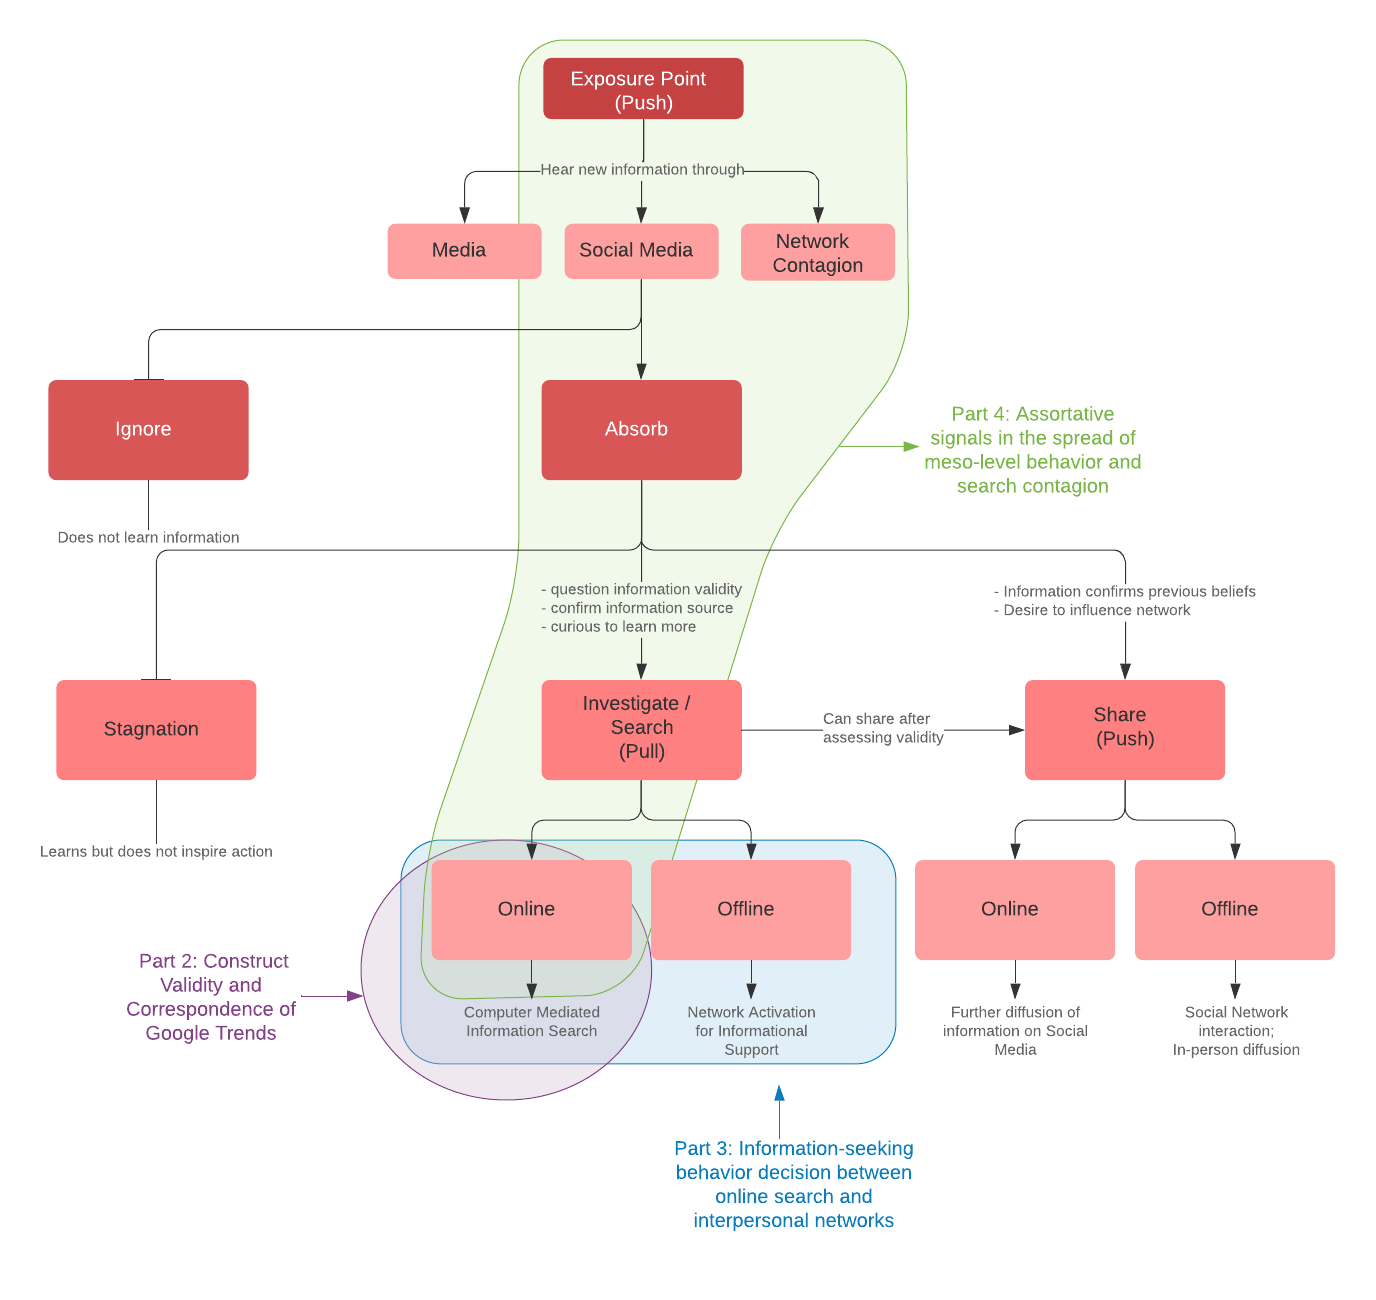 Exposure Point
(Push)
Hear new information through
Media
Social Media
Network
Contagion
Ignore
Absorb
Part 4: Assortative
signals in the spread of
meso-level behavior and
search contagion
Does not learn information
- question information validity
- confirm information source
- curious to learn more
- Information confirms previous beliefs
- Desire to influence network
Stagnation
Investigate /
Search
(Pull)
Can share after
assessing validity
Share
(Push)
Learns but does not inspire action
Online
Offline
Online
Offline
Part 2: Construct
Validity and
Correspondence of
Google Trends
Computer Mediated
Information Search
Network Activation
for Informational
Support
Further diffusion of
information on Social
Media
Social Network
interaction;
In-person diffusion
Part 3: Information-seeking
behavior decision between
online search and
interpersonal networks